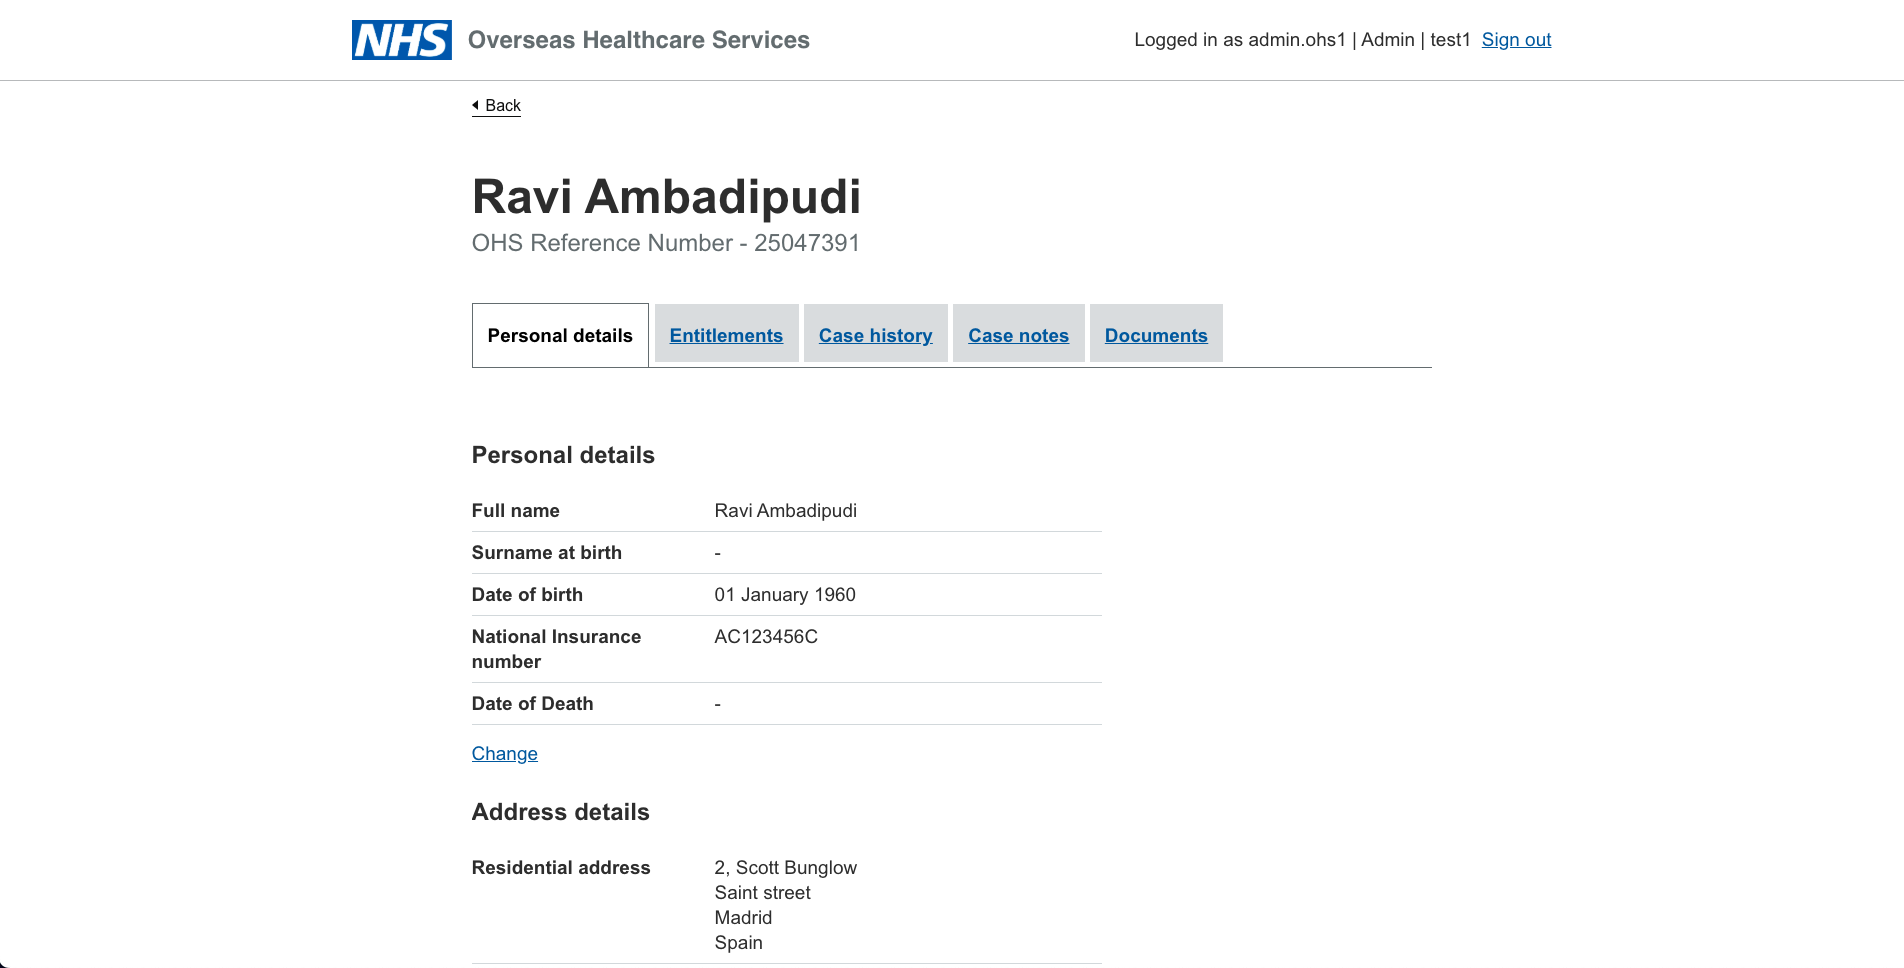 NHS Overseas Healthcare Services
Logged in as admin.ohs1 | Admin | test1 Sign out
Back
Ravi Ambadipudi
OHS Reference Number - 25047391
Personal details Entitlements Case history Case notes Documents
Personal details
Full name Ravi Ambadipudi
Surname at birth -
Date of birth 01 January 1960
National Insurance number AC123456C
Date of Death -
Change
Address details
Residential address 2, Scott Bunglow
Saint street
Madrid
Spain